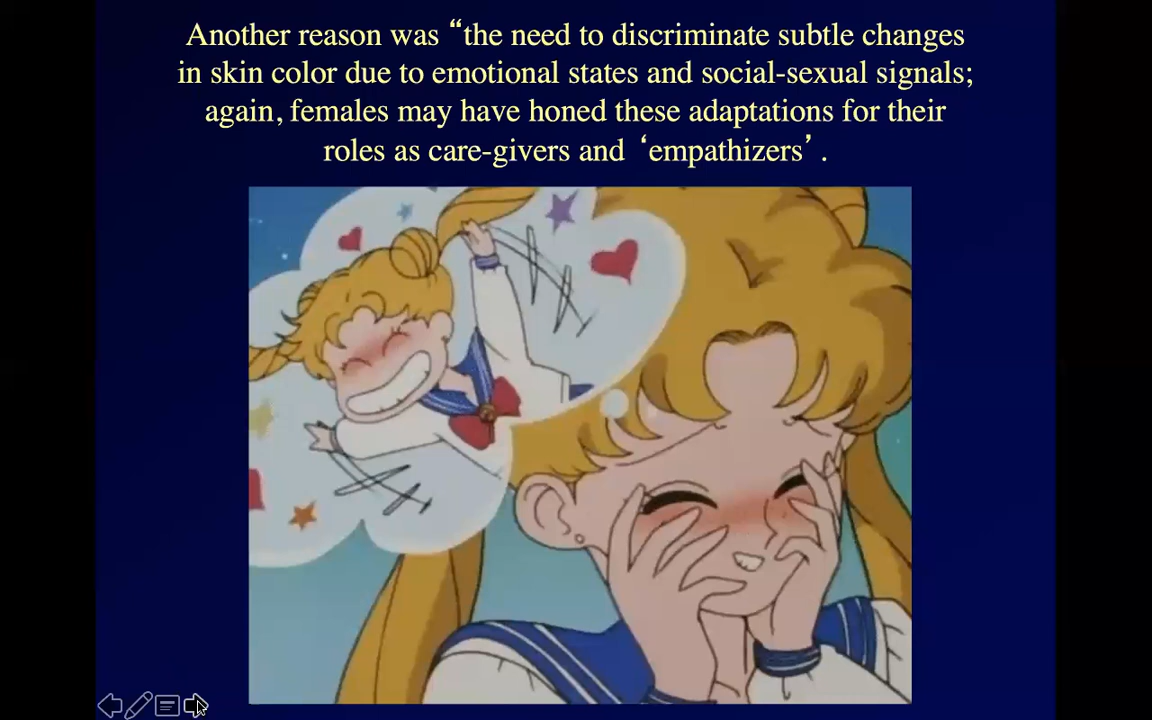 Another reason was “the need to discriminate subtle changes
in skin color due to emotional states and social-sexual signals;
again, females may have honed these adaptations for their
roles as care-givers and ‘empathizers’ .